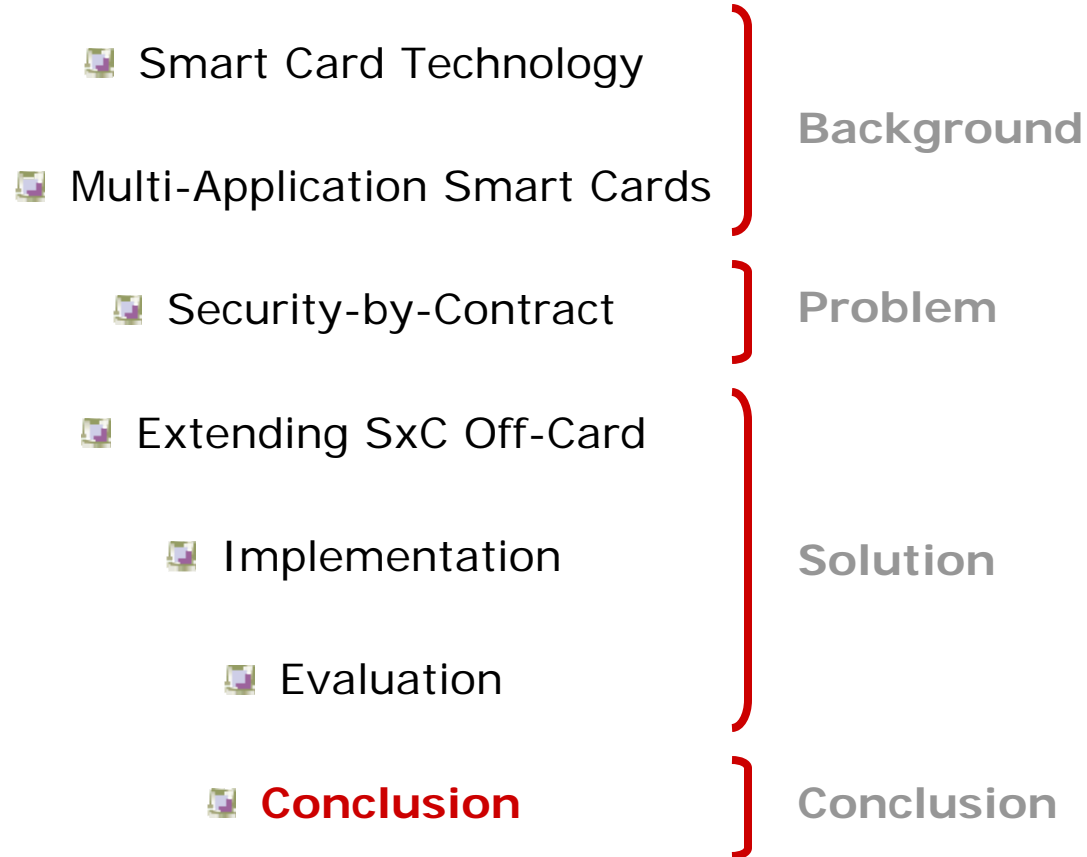 Smart Card Technology
Background
Multi-Application Smart Cards
Security-by-Contract
Problem
Extending SxC Off-Card
Implementation
Solution
Evaluation
Conclusion
Conclusion